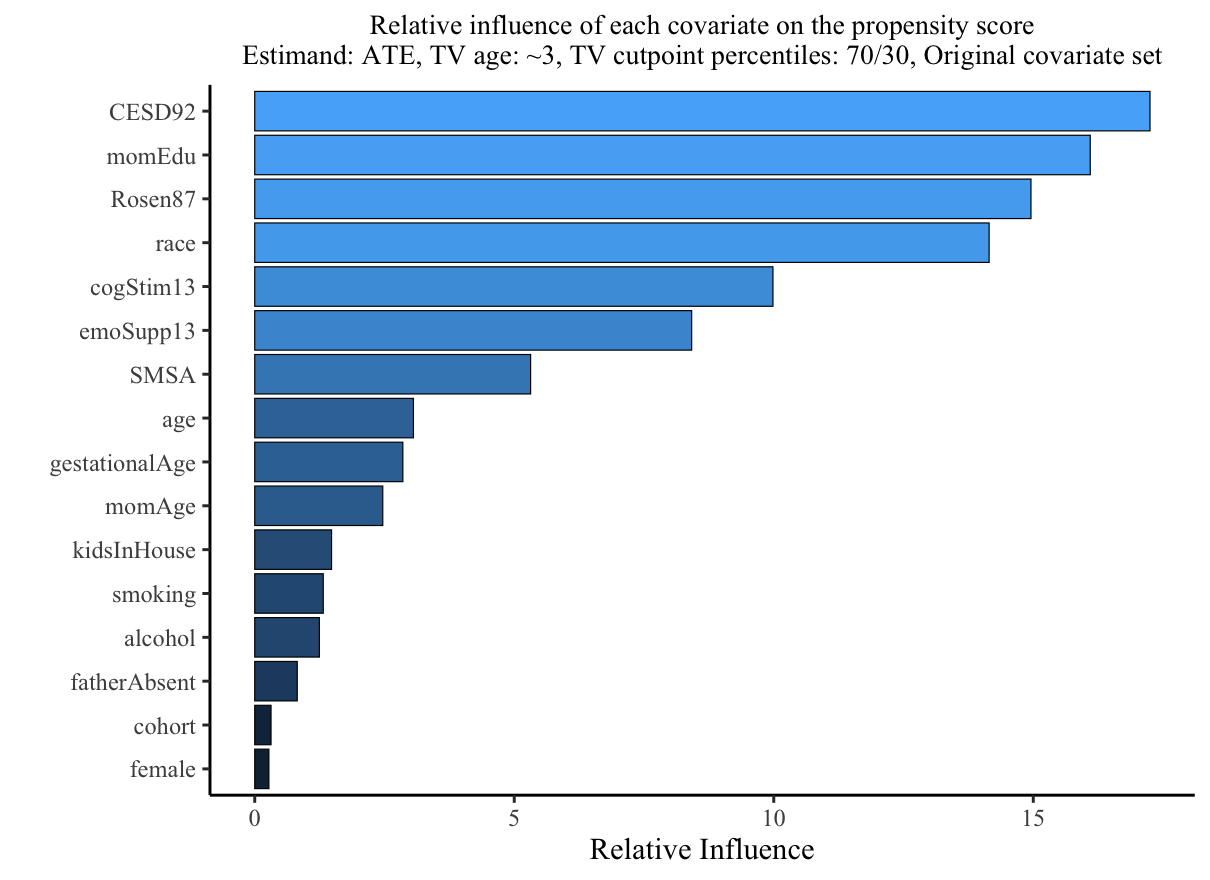 Relative influence of each covariate on the propensity score
Estimand: ATE, TV age: ~3, TV cutpoint percentiles: 70/30, Original covariate set
CESD92
momEdu
Rosen87
race
cogStim13
emoSupp13
SMSA
age
gestationalAge
momAge
kidsInHouse
smoking
alcohol
fatherAbsent
cohort
female
0 5 10 15
Relative Influence